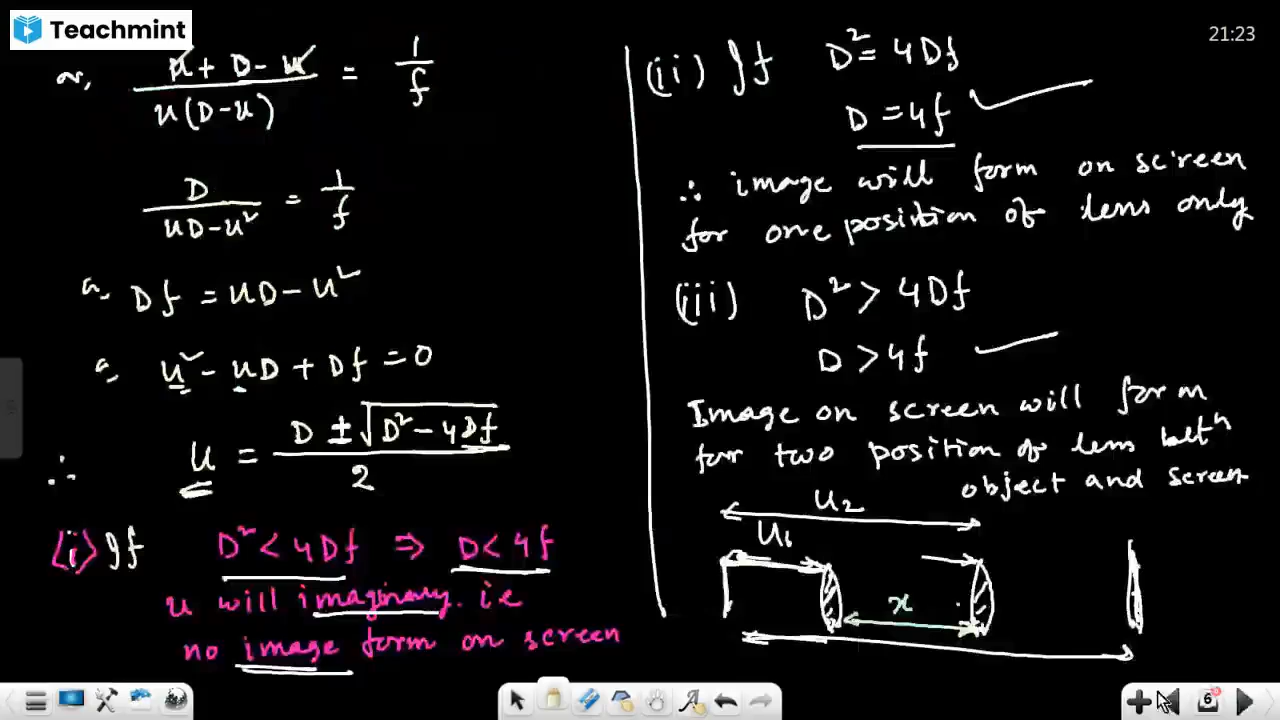 Teachmint
21:23
or, u + D - u / u(D-u) = 1/f
D / uD-u² = 1/f
a, Df = uD - u²
a, u² - uD + Df = 0
∴ u = D ± √D² - 4Df / 2
(i) If D² < 4Df ⇒ D < 4f
u will imaginary. i.e
no image form on screen
(ii) If D² = 4Df
D = 4f
∴ image will form on screen
for one position of lens only
(iii) D² > 4Df
D > 4f
Image on screen will form
for two position of lens betn
object and screen
u₂
u₁
x
6